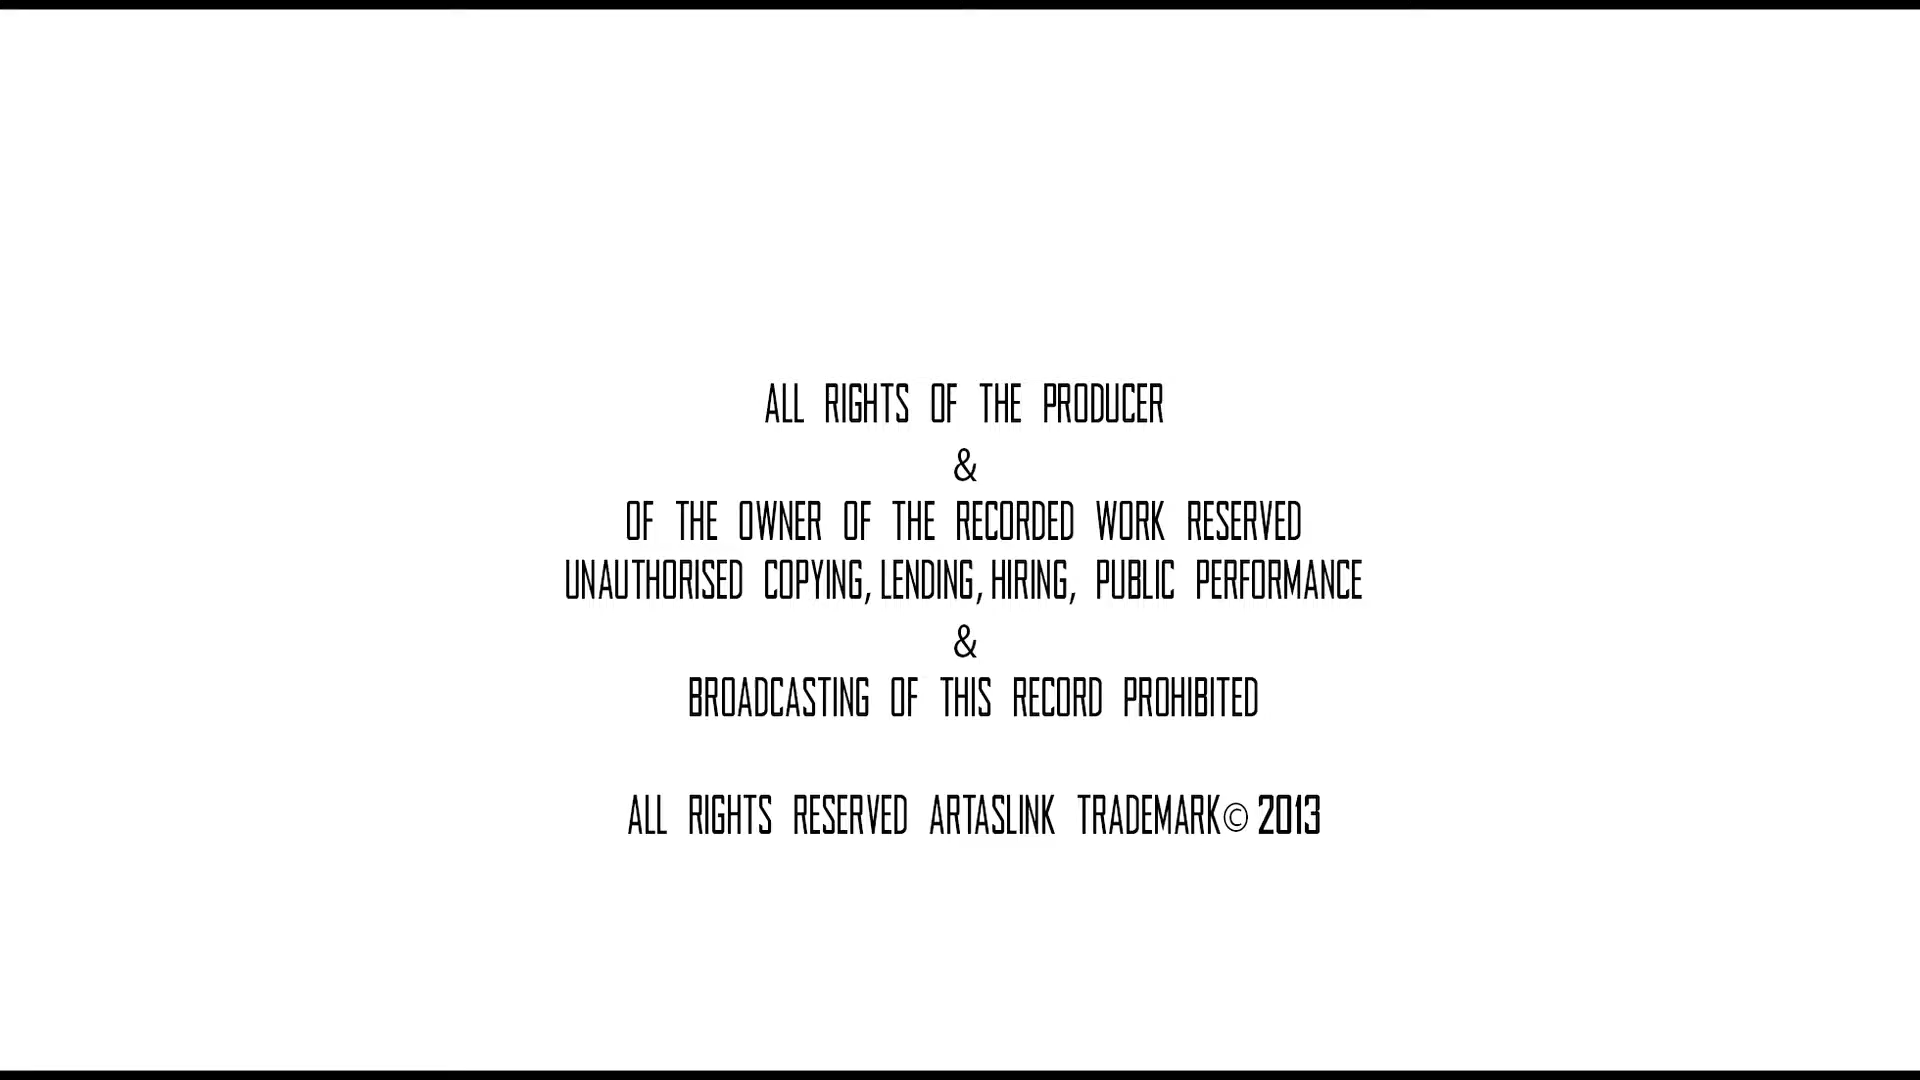 ALL RIGHTS OF THE PRODUCER
&
OF THE OWNER OF THE RECORDED WORK RESERVED
UNAUTHORISED COPYING, LENDING, HIRING, PUBLIC PERFORMANCE
&
BROADCASTING OF THIS RECORD PROHIBITED
ALL RIGHTS RESERVED ARTASLINK TRADEMARK© 2013